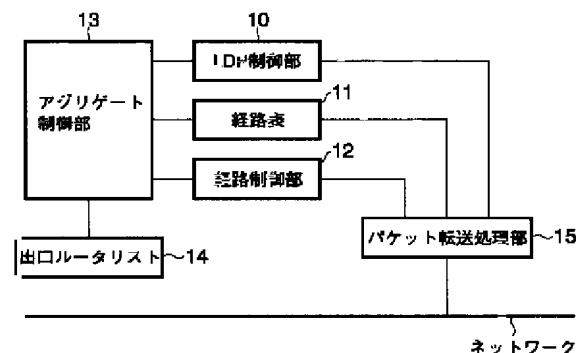 13
10
アグリゲート
制御部
LDP制御部
11
経路表
12
経路制御部
出口ルータリスト
14
パケット転送処理部
15
ネットワーク